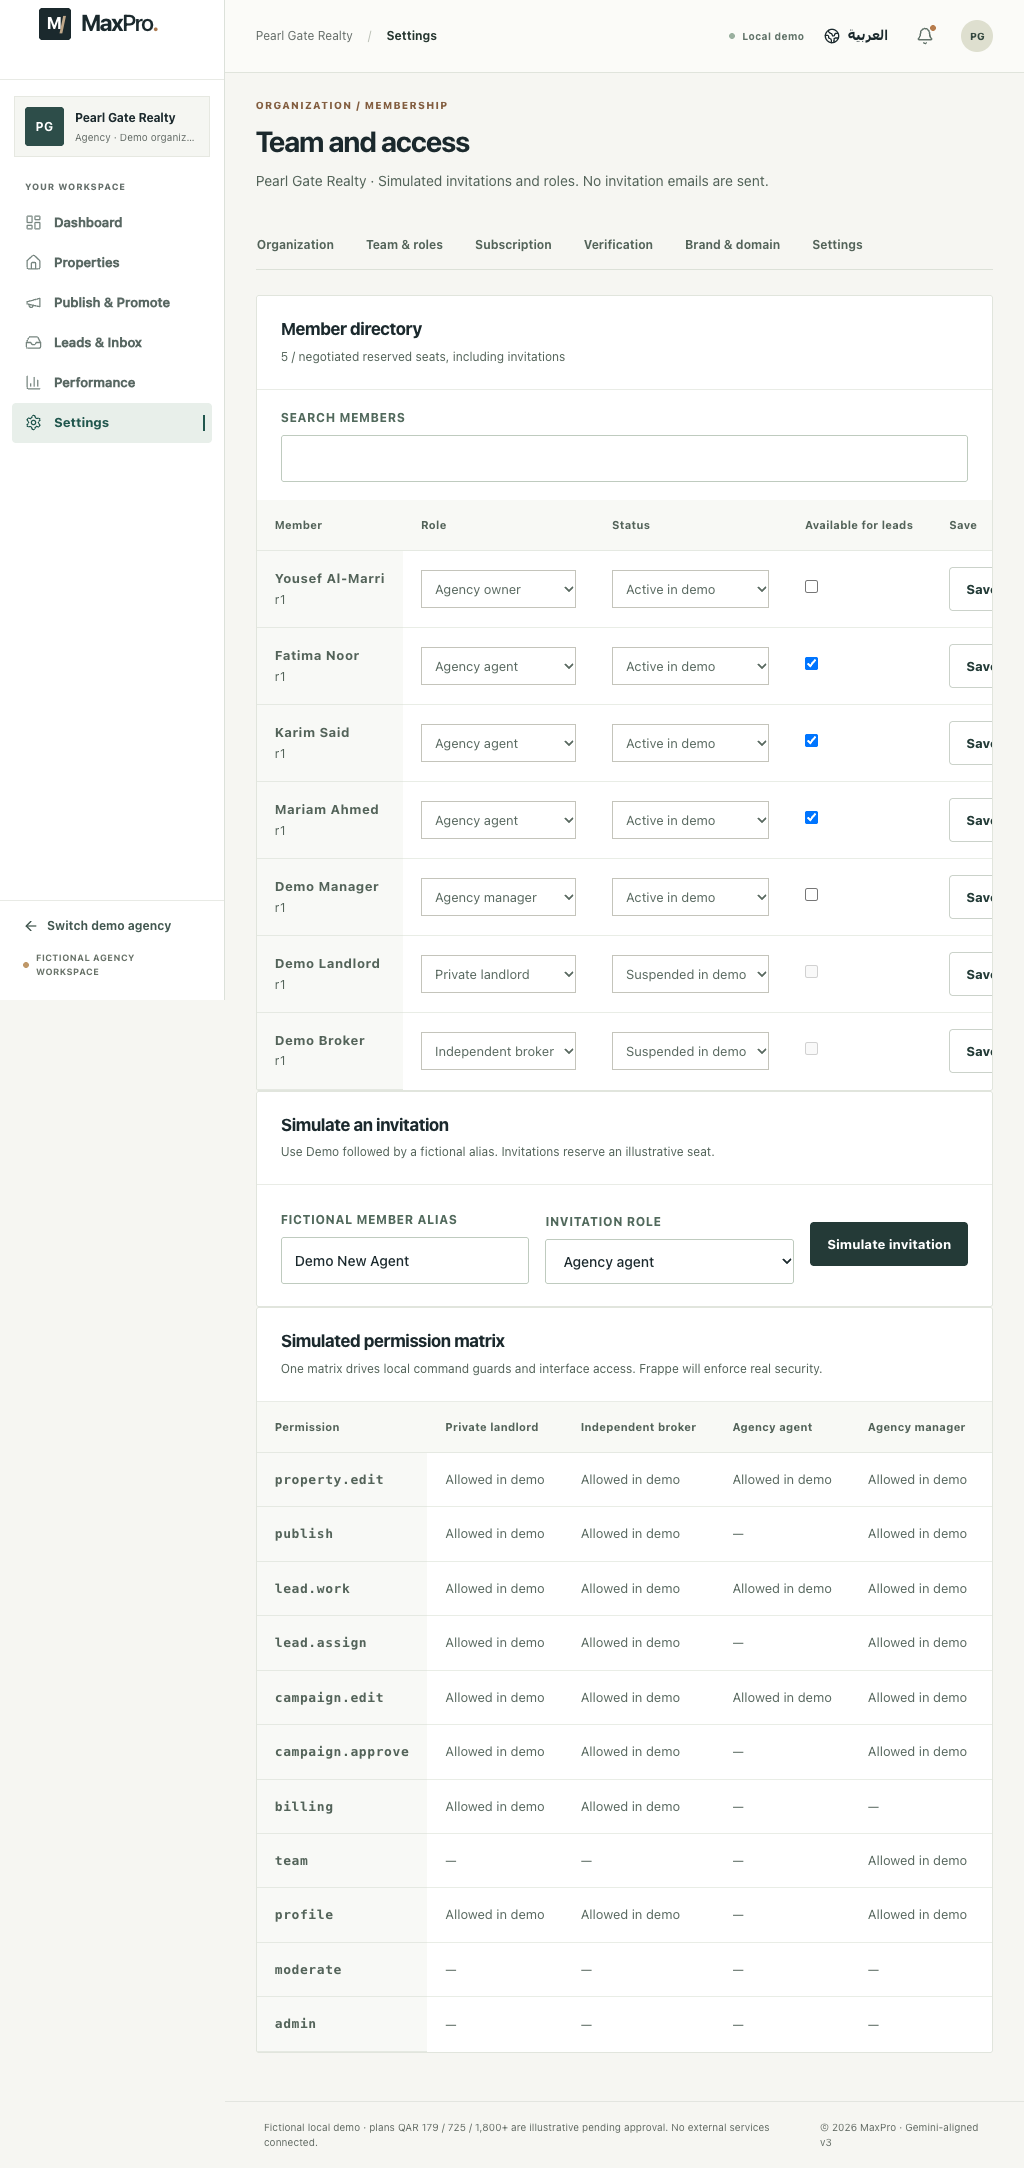 M/ MaxPro.
Pearl Gate Realty / Settings
Local demo
العربية
PG
PG
Pearl Gate Realty
Agency · Demo organiz...
YOUR WORKSPACE
Dashboard
Properties
Publish & Promote
Leads & Inbox
Performance
Settings
Switch demo agency
FICTIONAL AGENCY
WORKSPACE
ORGANIZATION / MEMBERSHIP
Team and access
Pearl Gate Realty · Simulated invitations and roles. No invitation emails are sent.
Organization Team & roles Subscription Verification Brand & domain Settings
Member directory
5 / negotiated reserved seats, including invitations
SEARCH MEMBERS
Member Role Status Available for leads Save
Yousef Al-Marri
r1
Agency owner Active in demo Save
Fatima Noor
r1
Agency agent Active in demo Save
Karim Said
r1
Agency agent Active in demo Save
Mariam Ahmed
r1
Agency agent Active in demo Save
Demo Manager
r1
Agency manager Active in demo Save
Demo Landlord
r1
Private landlord Suspended in demo Save
Demo Broker
r1
Independent broker Suspended in demo Save
Simulate an invitation
Use Demo followed by a fictional alias. Invitations reserve an illustrative seat.
FICTIONAL MEMBER ALIAS INVITATION ROLE
Demo New Agent Agency agent Simulate invitation
Simulated permission matrix
One matrix drives local command guards and interface access. Frappe will enforce real security.
Permission Private landlord Independent broker Agency agent Agency manager
property.edit Allowed in demo Allowed in demo Allowed in demo Allowed in demo
publish Allowed in demo Allowed in demo — Allowed in demo
lead.work Allowed in demo Allowed in demo Allowed in demo Allowed in demo
lead.assign Allowed in demo Allowed in demo — Allowed in demo
campaign.edit Allowed in demo Allowed in demo Allowed in demo Allowed in demo
campaign.approve Allowed in demo Allowed in demo — Allowed in demo
billing Allowed in demo Allowed in demo — —
team — — — Allowed in demo
profile Allowed in demo Allowed in demo — Allowed in demo
moderate — — — —
admin — — — —
Fictional local demo · plans QAR 179 / 725 / 1,800+ are illustrative pending approval. No external services
connected.
© 2026 MaxPro · Gemini-aligned
v3